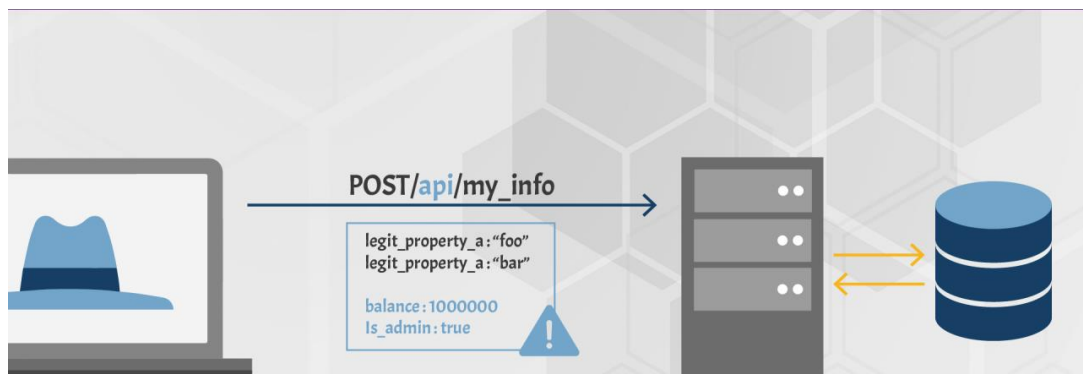 POST/api/my_info
legit_property_a : “foo”
legit_property_a : “bar”
balance : 1000000
Is_admin : true
!